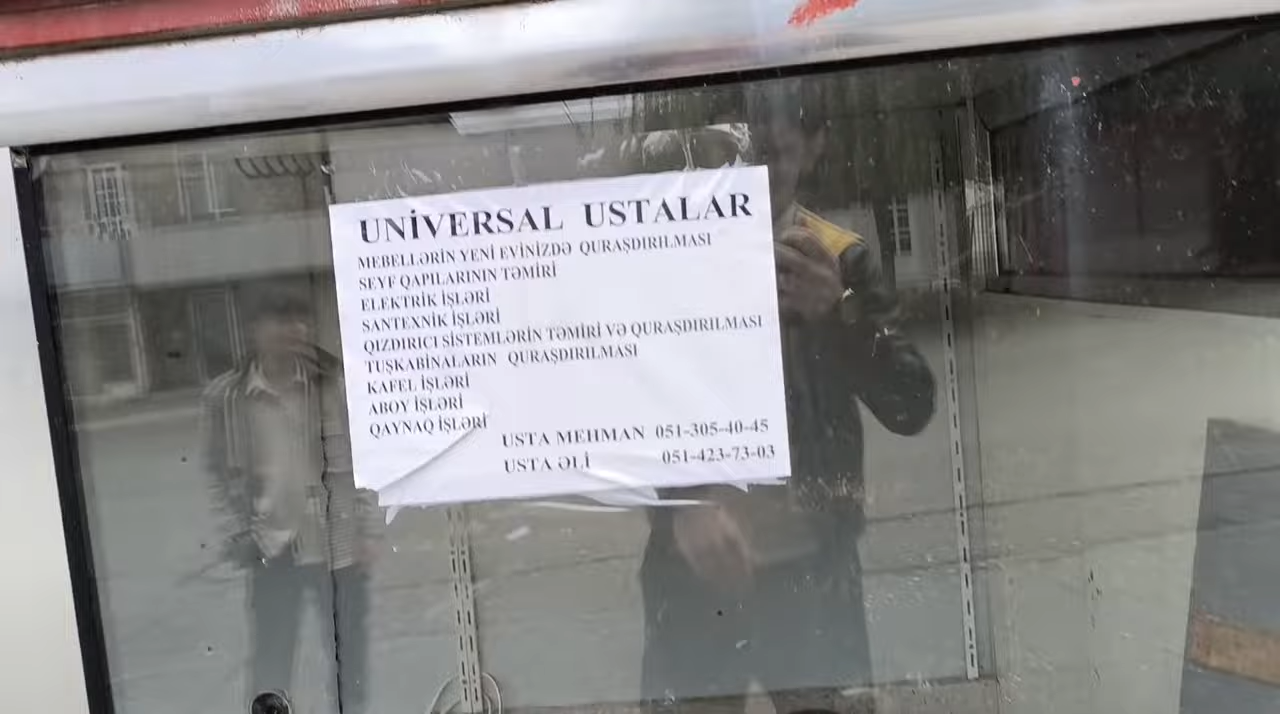 UNİVERSAL USTALAR
MEBELLƏRİN YENİ EVİNİZDƏ QURAŞDIRILMASI
SEYF QAPILARININ TƏMİRİ
ELEKTRİK İŞLƏRİ
SANTEXNİK İŞLƏRİ
QIZDIRICI SİSTEMLƏRİN TƏMİRİ VƏ QURAŞDIRILMASI
TUŞKABİNALARIN QURAŞDIRILMASI
KAFEL İŞLƏRİ
ABOY İŞLƏRİ
QAYNAQ İŞLƏRİ
USTA MEHMAN 051-305-40-45
USTA ƏLİ 051-423-73-03